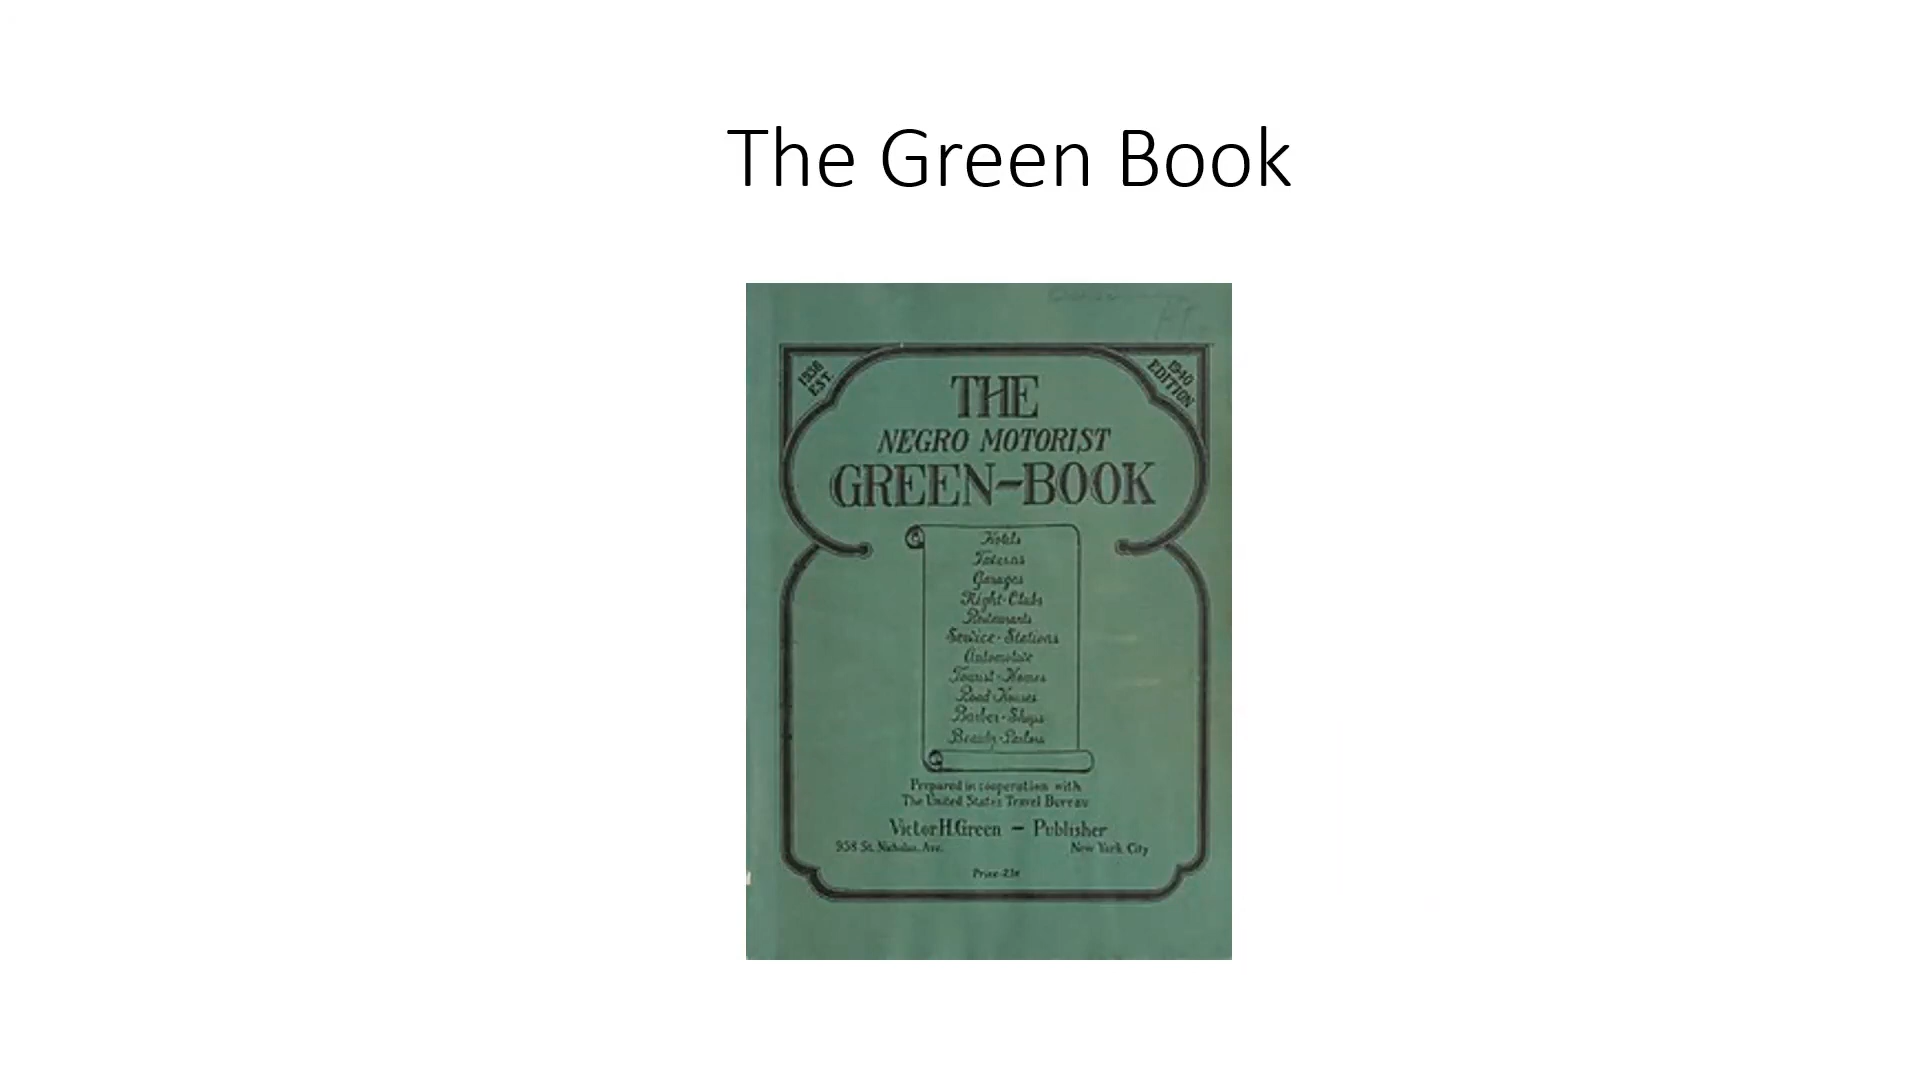 The Green Book
1936
EST.
1940
EDITION
THE
NEGRO MOTORIST
GREEN-BOOK
Hotels
Taverns
Garages
Night-Clubs
Restaurants
Service-Stations
Automotive
Tourist-Homes
Road-Houses
Barber-Shops
Beauty-Parlors
Prepared in cooperation with
The United States Travel Bureau
Victor H. Green – Publisher
938 St. Nicholas Ave. New York City
Price